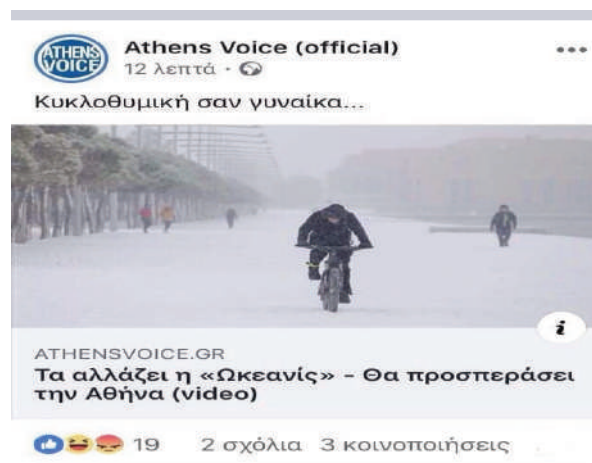 ATHENS
VOICE
Athens Voice (official)
12 λεπτά ·
Κυκλοθυμική σαν γυναίκα...
i
ATHENSVOICE.GR
Τα αλλάζει η «Ωκεανίς» – Θα προσπεράσει
την Αθήνα (video)
19 2 σχόλια 3 κοινοποιήσεις